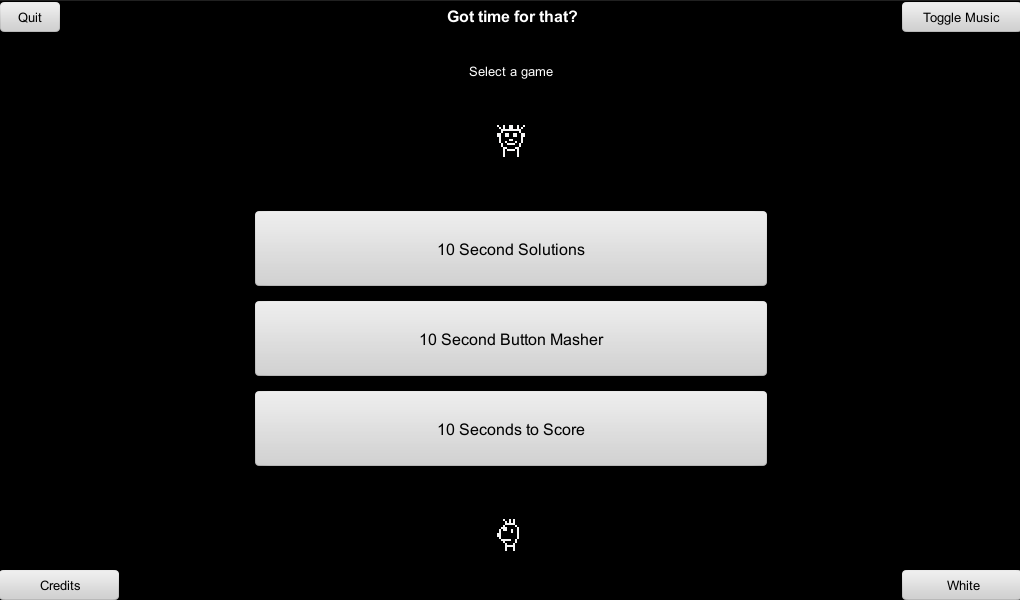 Quit
Got time for that?
Toggle Music
Select a game
10 Second Solutions
10 Second Button Masher
10 Seconds to Score
Credits
White